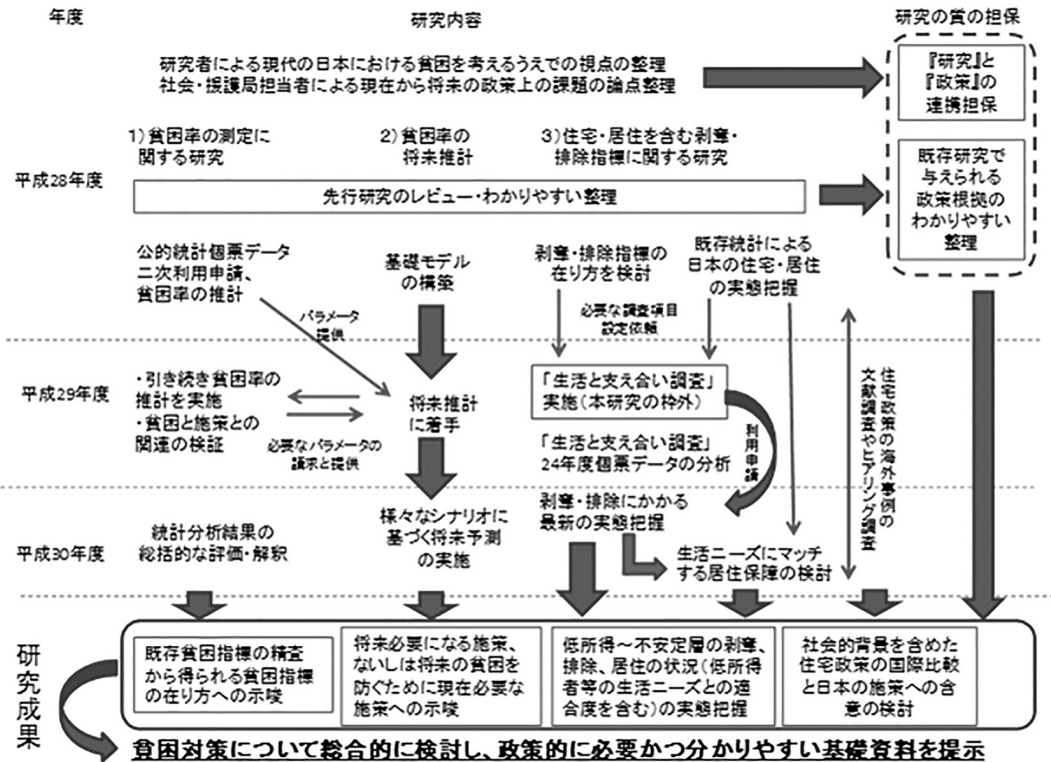 年度
研究内容
研究の質の担保
研究者による現代の日本における貧困を考えるうえでの視点の整理
社会・援護局担当者による現在から将来の政策上の課題の論点整理
『研究』と
『政策』の
連携担保
1)貧困率の測定に
関する研究
2)貧困率の
将来推計
3)住宅・居住を含む剥奪・
排除指標に関する研究
平成28年度
先行研究のレビュー・わかりやすい整理
既存研究で
与えられる
政策根拠の
わかりやすい
整理
公的統計個票データ
二次利用申請、
貧困率の推計
基礎モデル
の構築
剥奪・排除指標の
在り方を検討
既存統計による
日本の住宅・居住
の実態把握
パラメータ
提供
必要な調査項目
設定依頼
平成29年度
・引き続き貧困率の
推計を実施
・貧困と施策との
関連の検証
将来推計
に着手
必要なパラメータの
請求と提供
「生活と支え合い調査」
実施(本研究の枠外)
「生活と支え合い調査」
24年度個票データの分析
利用申請
住宅政策の海外事例の
文献調査やヒアリング調査
平成30年度
統計分析結果の
総括的な評価・解釈
様々なシナリオに
基づく将来予測
の実施
剥奪・排除にかかる
最新の実態把握
生活ニーズにマッチ
する居住保障の検討
研究成果
既存貧困指標の精査
から得られる貧困指標
の在り方への示唆
将来必要になる施策、
ないしは将来の貧困を
防ぐために現在必要な
施策への示唆
低所得～不安定層の剥奪、
排除、居住の状況(低所得
者等の生活ニーズとの適
合度を含む)の実態把握
社会的背景を含めた
住宅政策の国際比較
と日本の施策への含
意の検討
貧困対策について総合的に検討し、政策的に必要かつ分かりやすい基礎資料を提示